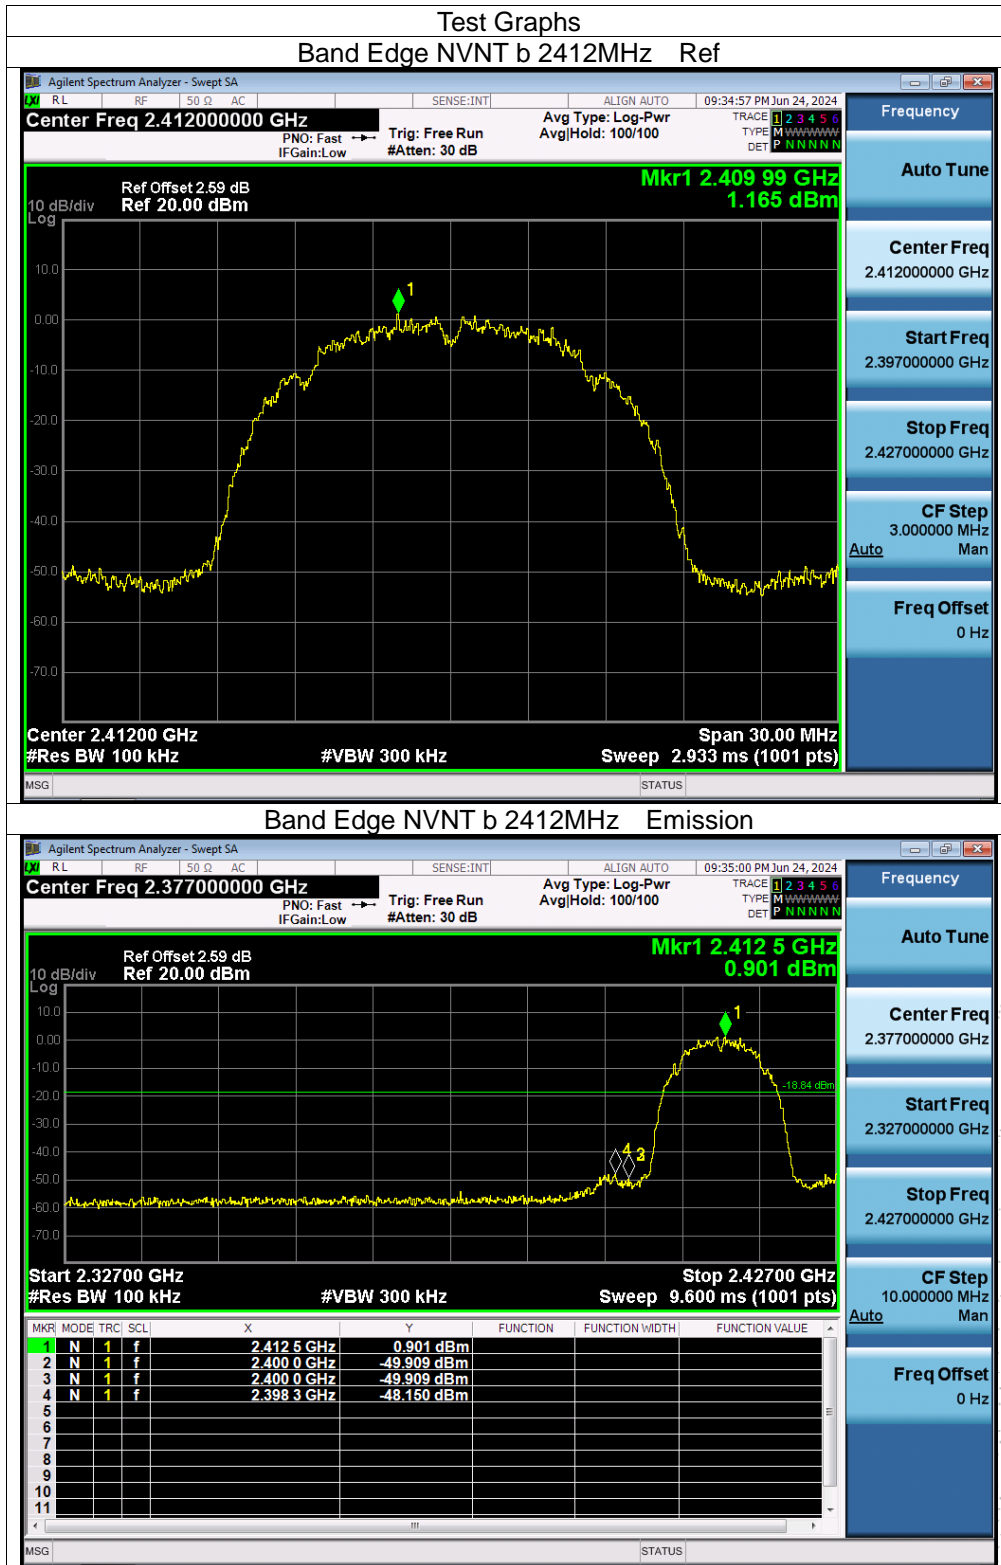 Test Graphs
Band Edge NVNT b 2412MHz Ref
Agilent Spectrum Analyzer - Swept SA
LXI RL RF 50 Ω AC SENSE:INT ALIGN AUTO 09:34:57 PM Jun 24, 2024
Center Freq 2.412000000 GHz
PNO: Fast
IFGain:Low
Trig: Free Run
#Atten: 30 dB
Avg Type: Log-Pwr
Avg|Hold: 100/100
TRACE 1 2 3 4 5 6
TYPE M WWWWW
DET P N N N N N
Frequency
Auto Tune
Center Freq
2.412000000 GHz
Start Freq
2.397000000 GHz
Stop Freq
2.427000000 GHz
CF Step
3.000000 MHz
Auto Man
Freq Offset
0 Hz
Mkr1 2.409 99 GHz
1.165 dBm
Ref Offset 2.59 dB
10 dB/div Ref 20.00 dBm
Log
1
10.0
0.00
-10.0
-20.0
-30.0
-40.0
-50.0
-60.0
-70.0
Center 2.41200 GHz Span 30.00 MHz
#Res BW 100 kHz #VBW 300 kHz Sweep 2.933 ms (1001 pts)
MSG STATUS
Band Edge NVNT b 2412MHz Emission
Agilent Spectrum Analyzer - Swept SA
LXI RL RF 50 Ω AC SENSE:INT ALIGN AUTO 09:35:00 PM Jun 24, 2024
Center Freq 2.377000000 GHz
PNO: Fast
IFGain:Low
Trig: Free Run
#Atten: 30 dB
Avg Type: Log-Pwr
Avg|Hold: 100/100
TRACE 1 2 3 4 5 6
TYPE M WWWWW
DET P N N N N N
Frequency
Auto Tune
Center Freq
2.377000000 GHz
Start Freq
2.327000000 GHz
Stop Freq
2.427000000 GHz
CF Step
10.000000 MHz
Auto Man
Freq Offset
0 Hz
Mkr1 2.412 5 GHz
0.901 dBm
Ref Offset 2.59 dB
10 dB/div Ref 20.00 dBm
Log
1
10.0
0.00
-10.0
-18.84 dBm
-20.0
-30.0
-40.0
4
-50.0
-60.0
-70.0
Start 2.32700 GHz Stop 2.42700 GHz
#Res BW 100 kHz #VBW 300 kHz Sweep 9.600 ms (1001 pts)
MKR MODE TRC SCL X Y FUNCTION FUNCTION WIDTH FUNCTION VALUE
1 N 1 f 2.412 5 GHz 0.901 dBm
2 N 1 f 2.400 0 GHz -49.909 dBm
3 N 1 f 2.400 0 GHz -49.909 dBm
4 N 1 f 2.398 3 GHz -48.150 dBm
5
6
7
8
9
10
11
MSG STATUS